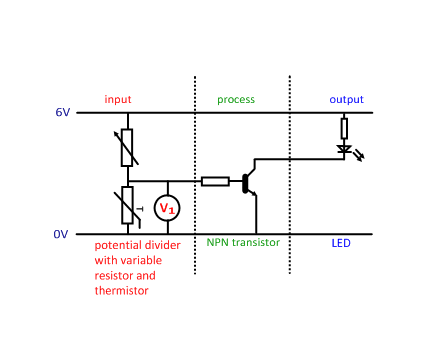 input
process
output
6V
T
V1
0V
potential divider
with variable
resistor and
thermistor
NPN transistor
LED